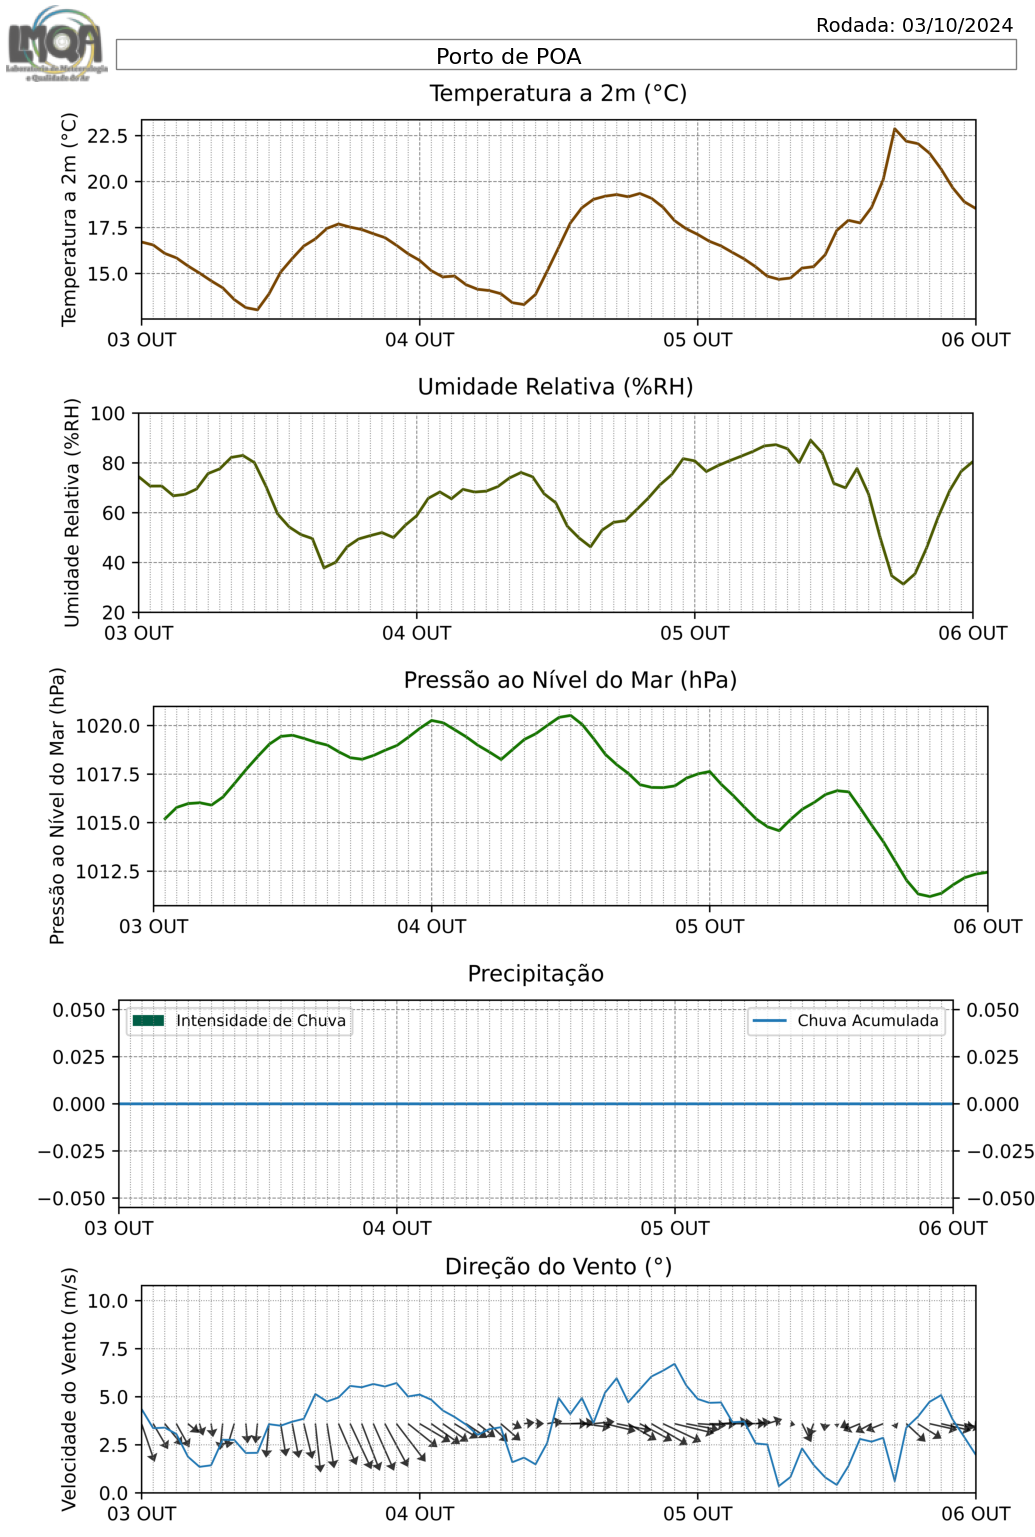 LMQA
Laboratório de Meteorologia
e Qualidade do Ar
Rodada: 03/10/2024
Porto de POA
Temperatura a 2m (°C)
Temperatura a 2m (°C)
22.5
20.0
17.5
15.0
03 OUT 04 OUT 05 OUT 06 OUT
Umidade Relativa (%RH)
Umidade Relativa (%RH)
100
80
60
40
20
03 OUT 04 OUT 05 OUT 06 OUT
Pressão ao Nível do Mar (hPa)
Pressão ao Nível do Mar (hPa)
1020.0
1017.5
1015.0
1012.5
03 OUT 04 OUT 05 OUT 06 OUT
Precipitação
0.050 0.050
Intensidade de Chuva Chuva Acumulada
0.025 0.025
0.000 0.000
−0.025 −0.025
−0.050 −0.050
03 OUT 04 OUT 05 OUT 06 OUT
Direção do Vento (°)
Velocidade do Vento (m/s)
10.0
7.5
5.0
2.5
0.0
03 OUT 04 OUT 05 OUT 06 OUT